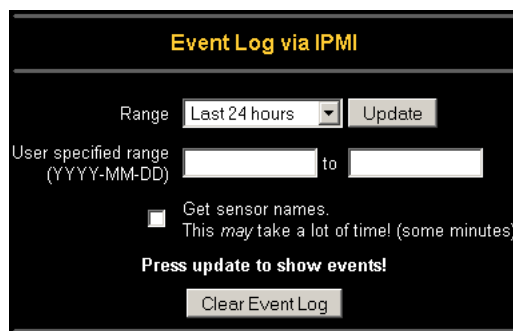 Event Log via IPMI
Range Last 24 hours Update
User specified range
(YYYY-MM-DD) to
Get sensor names.
This may take a lot of time! (some minutes)
Press update to show events!
Clear Event Log